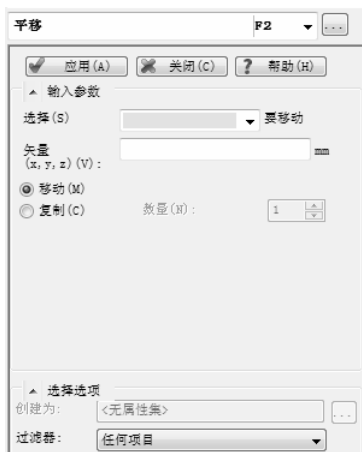 平移 F2 ...
应用(A) 关闭(C) ? 帮助(H)
输入参数
选择(S) 要移动
矢量
(x,y,z)(V): mm
移动(M)
复制(C) 数量(N): 1
选择选项
创建为: <无属性集> ...
过滤器: 任何项目